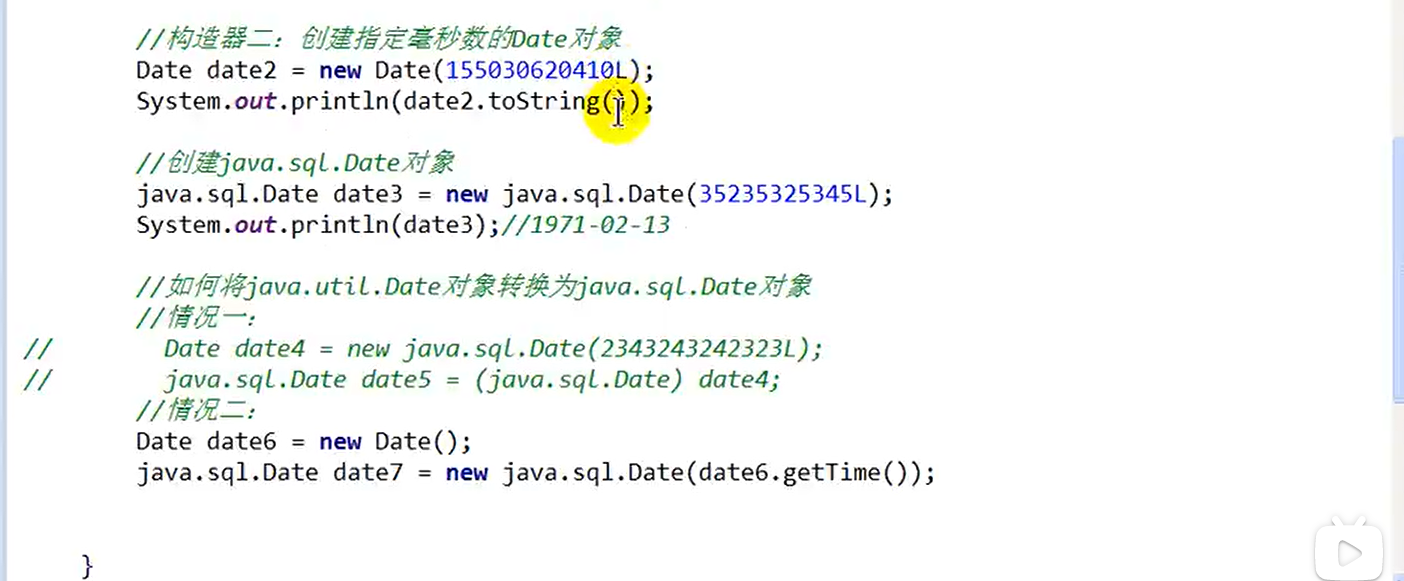 //构造器二：创建指定毫秒数的Date对象
Date date2 = new Date(155030620410L);
System.out.println(date2.toString());
//创建java.sql.Date对象
java.sql.Date date3 = new java.sql.Date(35235325345L);
System.out.println(date3);//1971-02-13
//如何将java.util.Date对象转换为java.sql.Date对象
//情况一：
// Date date4 = new java.sql.Date(2343243242323L);
// java.sql.Date date5 = (java.sql.Date) date4;
//情况二：
Date date6 = new Date();
java.sql.Date date7 = new java.sql.Date(date6.getTime());
}